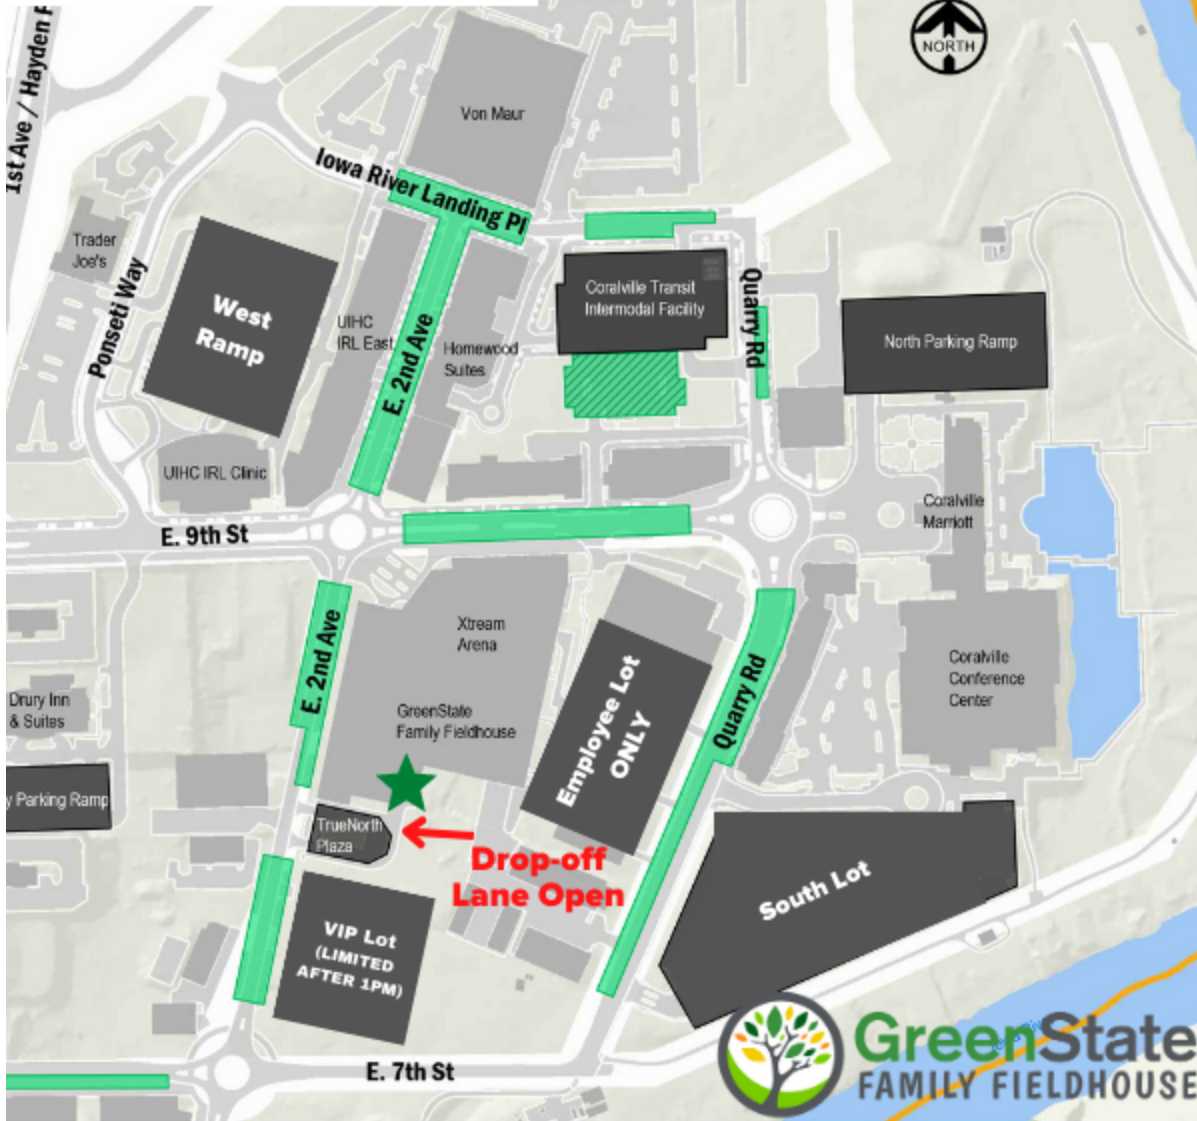 NORTH
1st Ave / Hayden
Von Maur
Iowa River Landing Pl
Trader
Joe's
Ponseti Way
West
Ramp
UIHC
IRL East
E. 2nd Ave
Homewood
Suites
Coralville Transit
Intermodal Facility
Quarry Rd
North Parking Ramp
UIHC IRL Clinic
Coralville
Marriott
E. 9th St
Xtream
Arena
E. 2nd Ave
GreenState
Family Fieldhouse
Employee Lot
ONLY
Quarry Rd
Coralville
Conference
Center
Drury Inn
& Suites
y Parking Ramp
TrueNorth
Plaza
Drop-off
Lane Open
South Lot
VIP Lot
(LIMITED
AFTER 1PM)
E. 7th St
GreenState
FAMILY FIELDHOUSE